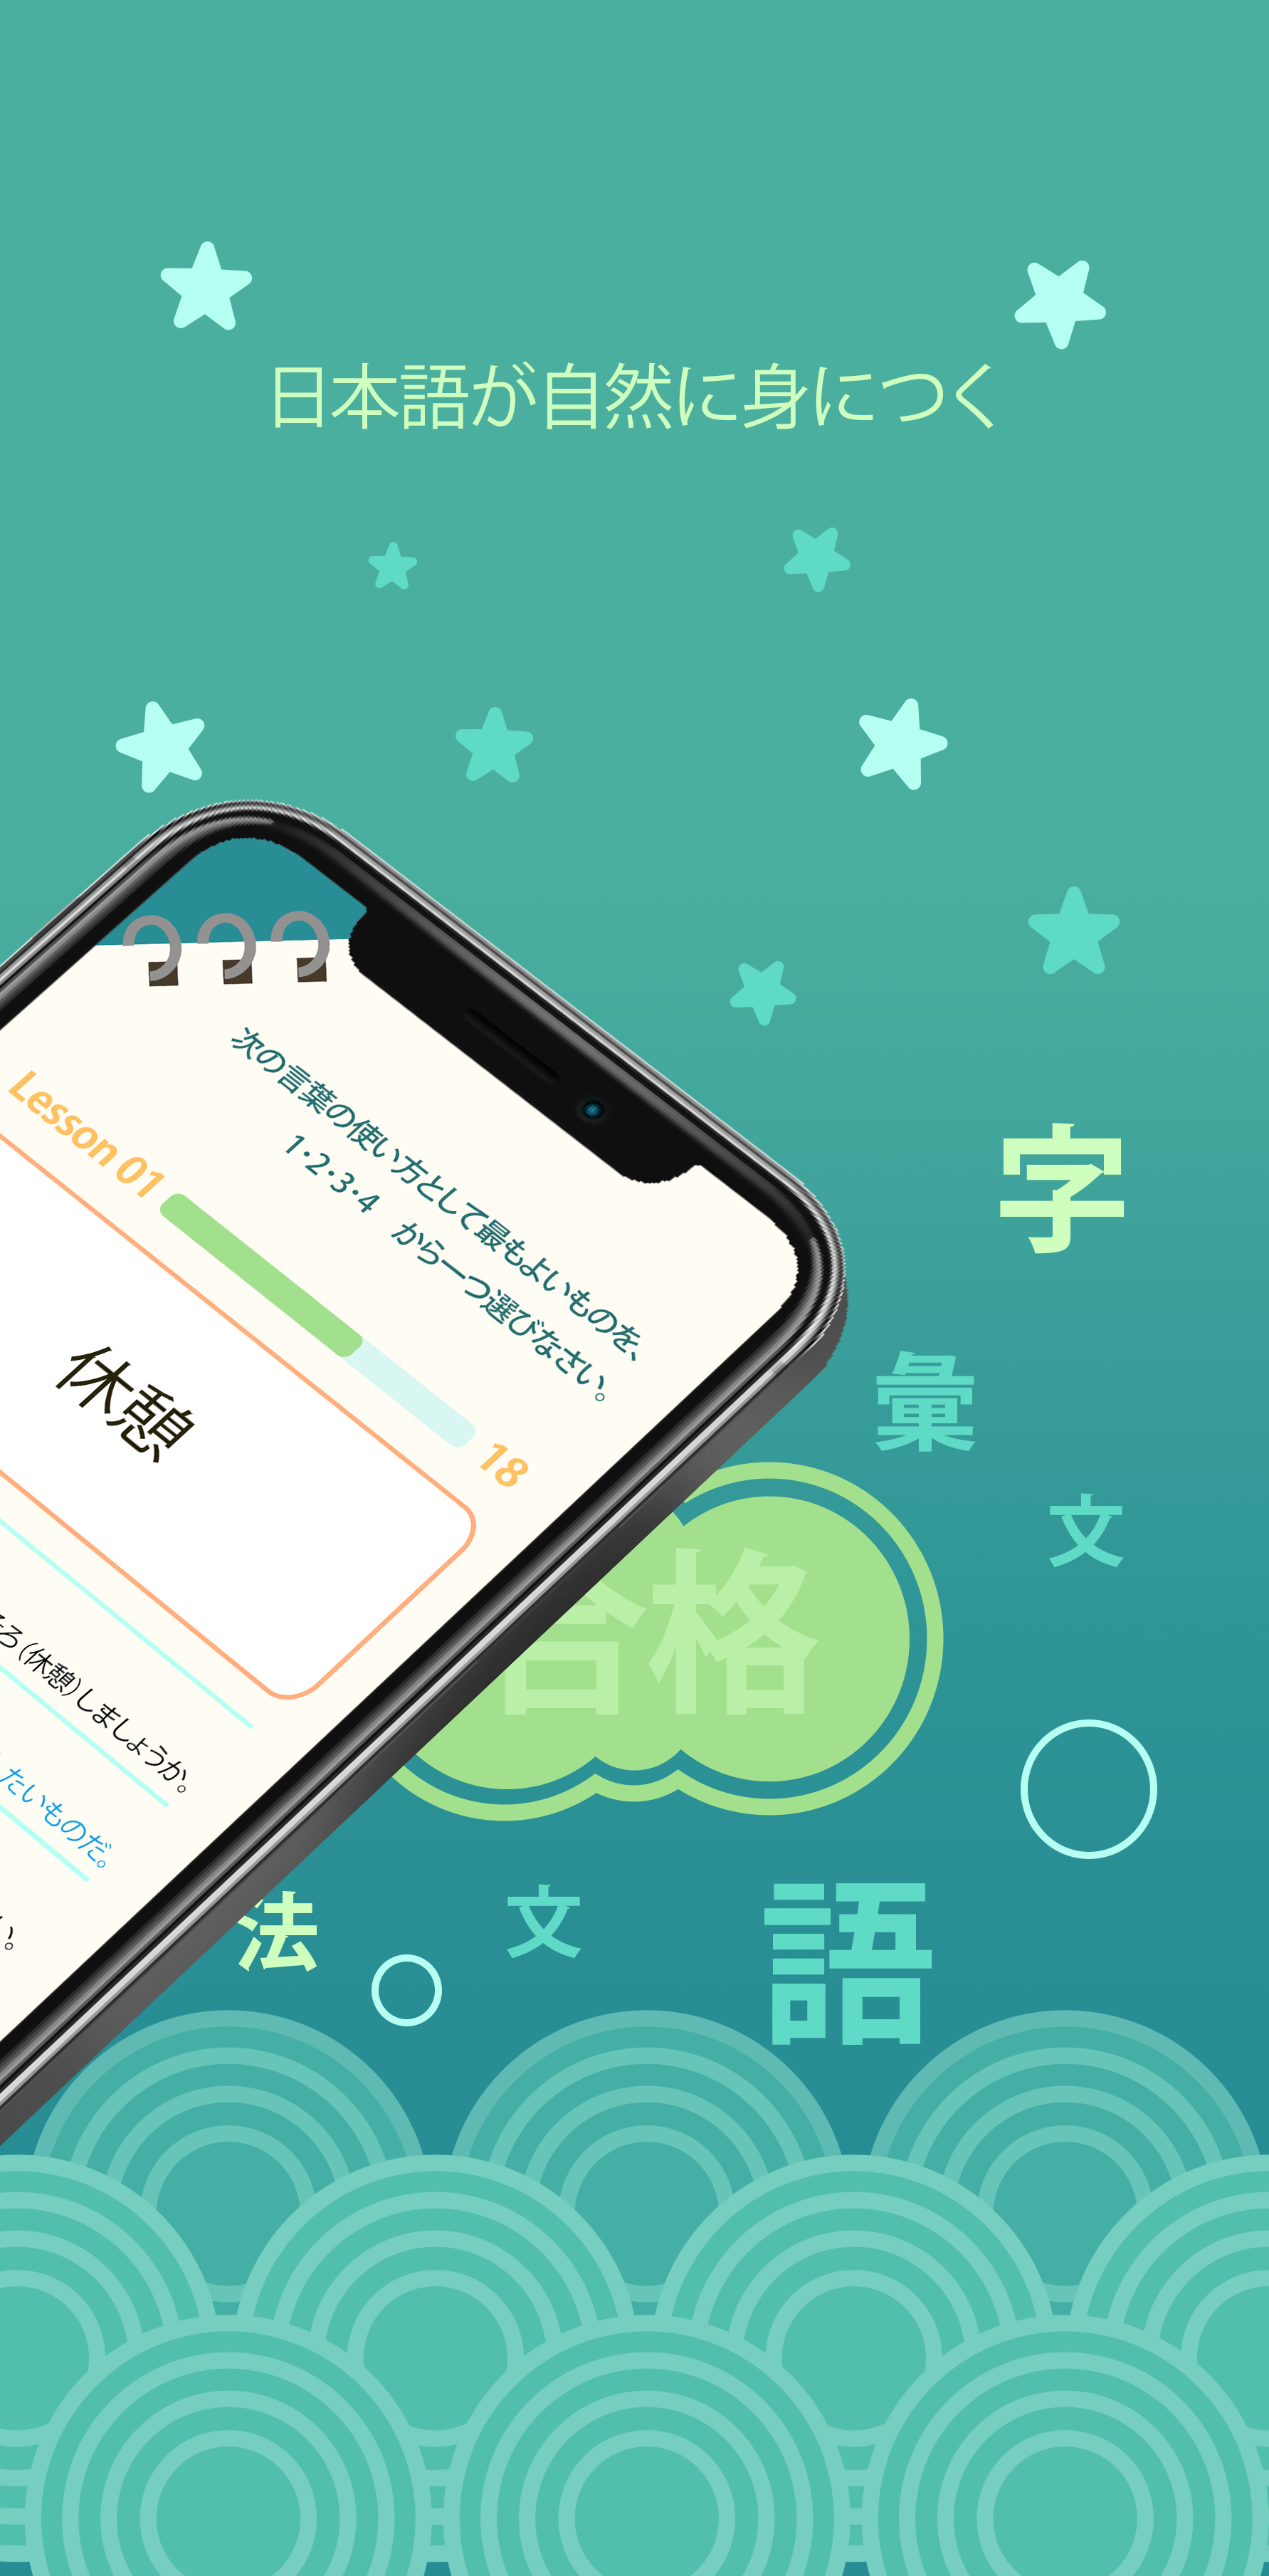 日本語が自然に身につく
次の言葉の使い方として最もよいものを、
1・2・3・4 から一つ選びなさい。
Lesson 01
18
休憩
ろ(休憩)しましょうか。
たいものだ。
い。
字
彙
文
合格
法
文
語